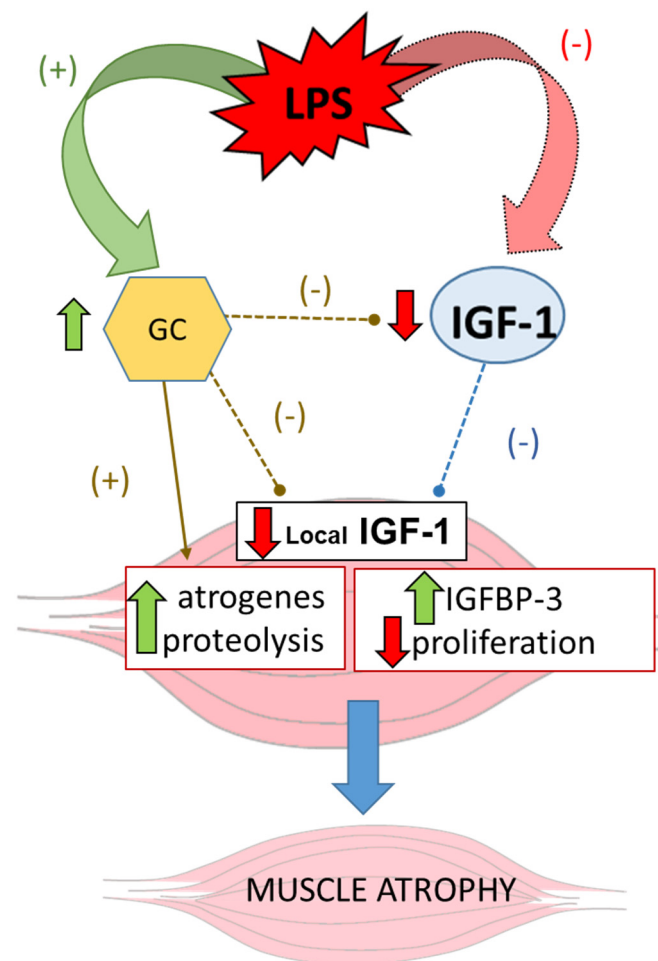 (+)
LPS
(-)
GC
(-)
IGF-1
(-)
(-)
(+)
Local IGF-1
atrogenes
proteolysis
IGFBP-3
proliferation
MUSCLE ATROPHY